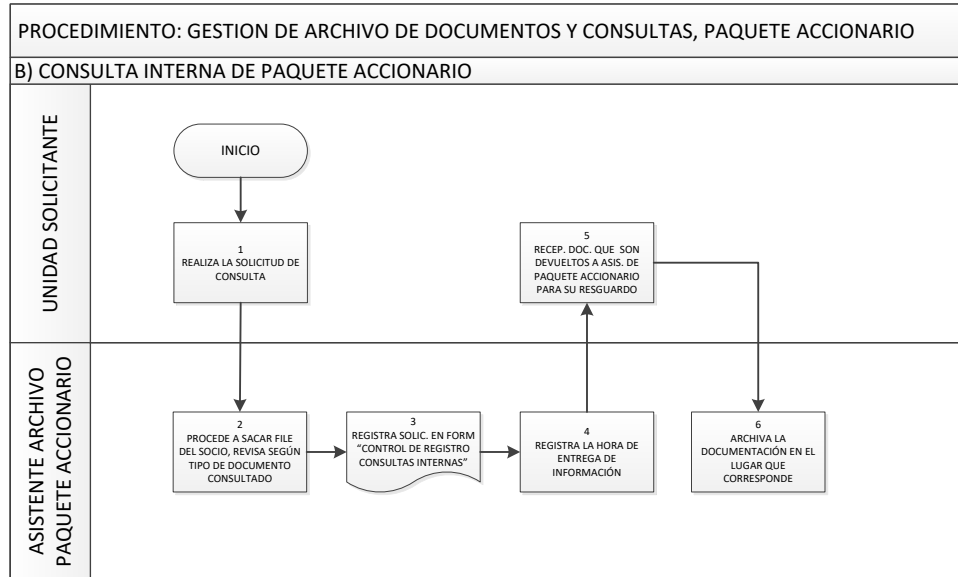 PROCEDIMIENTO: GESTION DE ARCHIVO DE DOCUMENTOS Y CONSULTAS, PAQUETE ACCIONARIO
B) CONSULTA INTERNA DE PAQUETE ACCIONARIO
UNIDAD SOLICITANTE
INICIO
1
REALIZA LA SOLICITUD DE
CONSULTA
5
RECEP. DOC. QUE SON
DEVUELTOS A ASIS. DE
PAQUETE ACCIONARIO
PARA SU RESGUARDO
ASISTENTE ARCHIVO
PAQUETE ACCIONARIO
2
PROCEDE A SACAR FILE
DEL SOCIO, REVISA SEGÚN
TIPO DE DOCUMENTO
CONSULTADO
3
REGISTRA SOLIC. EN FORM
“CONTROL DE REGISTRO
CONSULTAS INTERNAS”
4
REGISTRA LA HORA DE
ENTREGA DE
INFORMACIÓN
6
ARCHIVA LA
DOCUMENTACIÓN EN EL
LUGAR QUE
CORRESPONDE